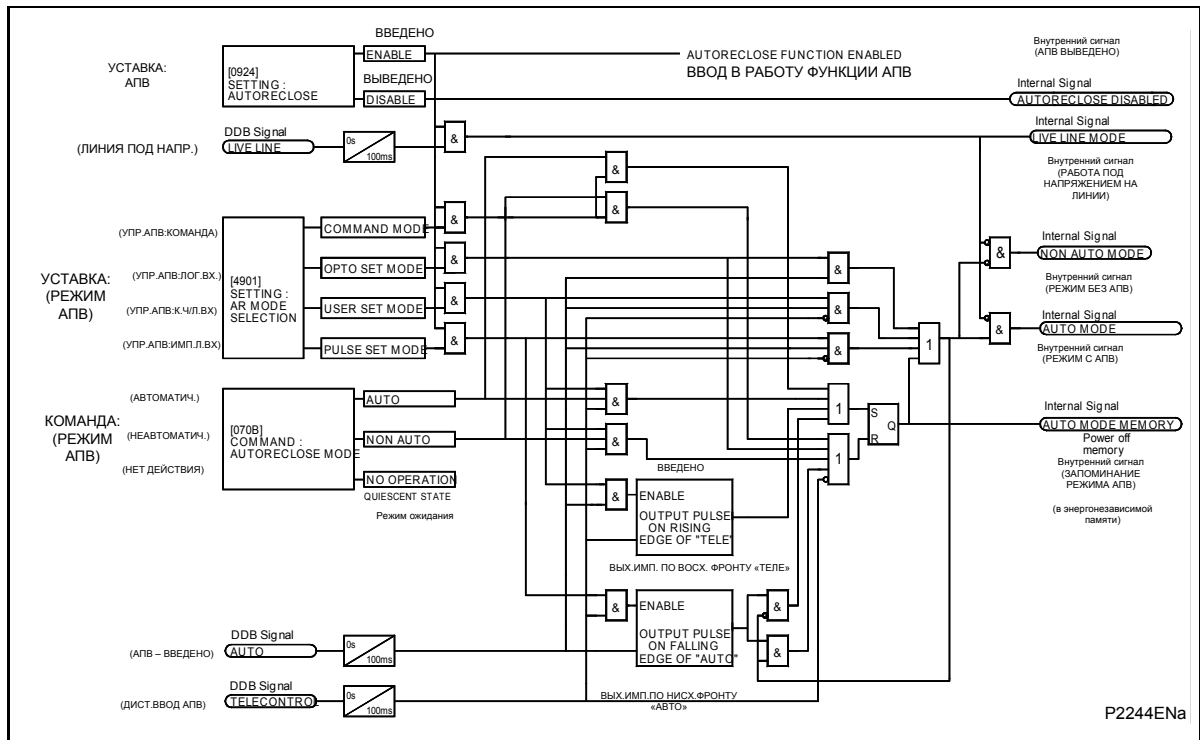 ВВЕДЕНО
УСТАВКА:
АПВ
[0924]
SETTING :
AUTORECLOSE
ENABLE
ВЫВЕДЕНО
DISABLE
AUTORECLOSE FUNCTION ENABLED
ВВОД В РАБОТУ ФУНКЦИИ АПВ
Внутренний сигнал
(АПВ ВЫВЕДЕНО)
Internal Signal
AUTORECLOSE DISABLED
(ЛИНИЯ ПОД НАПР.)
DDB Signal
LIVE LINE
0s
100ms
&
Internal Signal
LIVE LINE MODE
Внутренний сигнал
(РАБОТА ПОД
НАПРЯЖЕНИЕМ НА
ЛИНИИ)
&
&
УСТАВКА:
(РЕЖИМ
АПВ)
(УПР.АПВ:КОМАНДА)
(УПР.АПВ:ЛОГ.ВХ.)
(УПР.АПВ:К.Ч/Л.ВХ)
(УПР.АПВ:ИМП.Л.ВХ)
[4901]
SETTING :
AR MODE
SELECTION
COMMAND MODE
OPTO SET MODE
USER SET MODE
PULSE SET MODE
&
&
&
&
&
&
&
1
&
Internal Signal
NON AUTO MODE
Внутренний сигнал
(РЕЖИМ БЕЗ АПВ)
&
Internal Signal
AUTO MODE
Внутренний сигнал
(РЕЖИМ С АПВ)
КОМАНДА:
(РЕЖИМ
АПВ)
(АВТОМАТИЧ.)
(НЕАВТОМАТИЧ.)
(НЕТ ДЕЙСТВИЯ)
[070B]
COMMAND :
AUTORECLOSE MODE
AUTO
NON AUTO
NO OPERATION
QUIESCENT STATE
Режим ожидания
&
&
1
1
S
Q
R
Internal Signal
AUTO MODE MEMORY
Power off
memory
Внутренний сигнал
(ЗАПОМИНАНИЕ
РЕЖИМА АПВ)
(в энергонезависимой
памяти)
ВВЕДЕНО
&
ENABLE
OUTPUT PULSE
ON RISING
EDGE OF "TELE"
ВЫХ.ИМП. ПО ВОСХ. ФРОНТУ «ТЕЛЕ»
&
ENABLE
OUTPUT PULSE
ON FALLING
EDGE OF "AUTO"
&
&
(АПВ – ВВЕДЕНО)
DDB Signal
AUTO
0s
100ms
(ДИСТ.ВВОД АПВ)
DDB Signal
TELECONTROL
0s
100ms
ВЫХ.ИМП.ПО НИСХ.ФРОНТУ
«АВТО»
P2244ENa